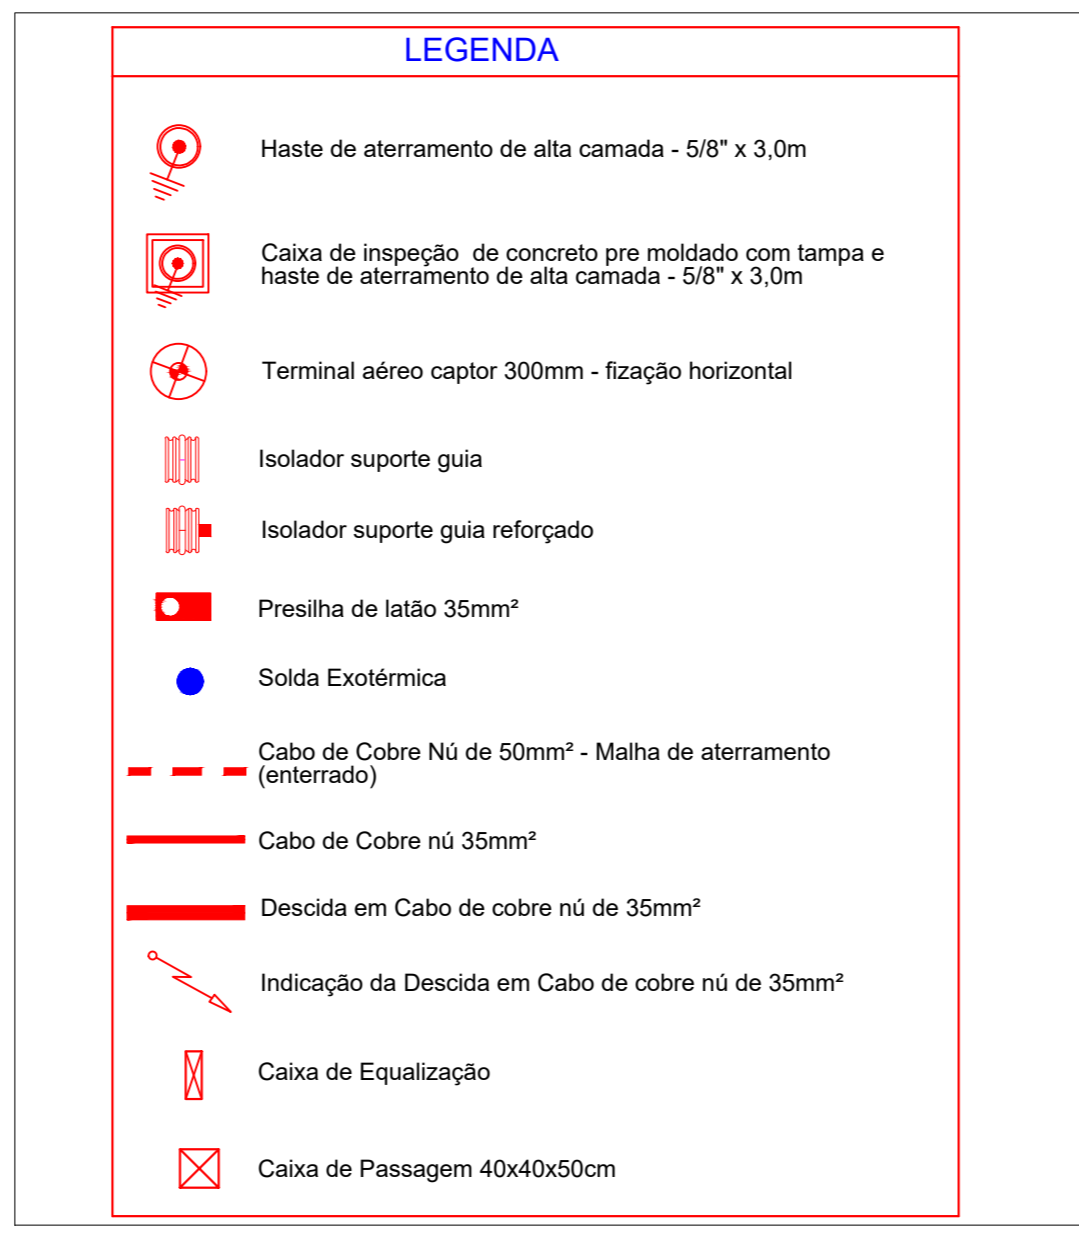 LEGENDA
Haste de aterramento de alta camada - 5/8" x 3,0m
Caixa de inspeção  de concreto pre moldado com tampa e
haste de aterramento de alta camada - 5/8" x 3,0m
Terminal aéreo captor 300mm - fização horizontal
Isolador suporte guia
Isolador suporte guia reforçado
Presilha de latão 35mm²
Solda Exotérmica
Cabo de Cobre Nú de 50mm² - Malha de aterramento
(enterrado)
Cabo de Cobre nú 35mm²
Descida em Cabo de cobre nú de 35mm²
Indicação da Descida em Cabo de cobre nú de 35mm²
Caixa de Equalização
Caixa de Passagem 40x40x50cm